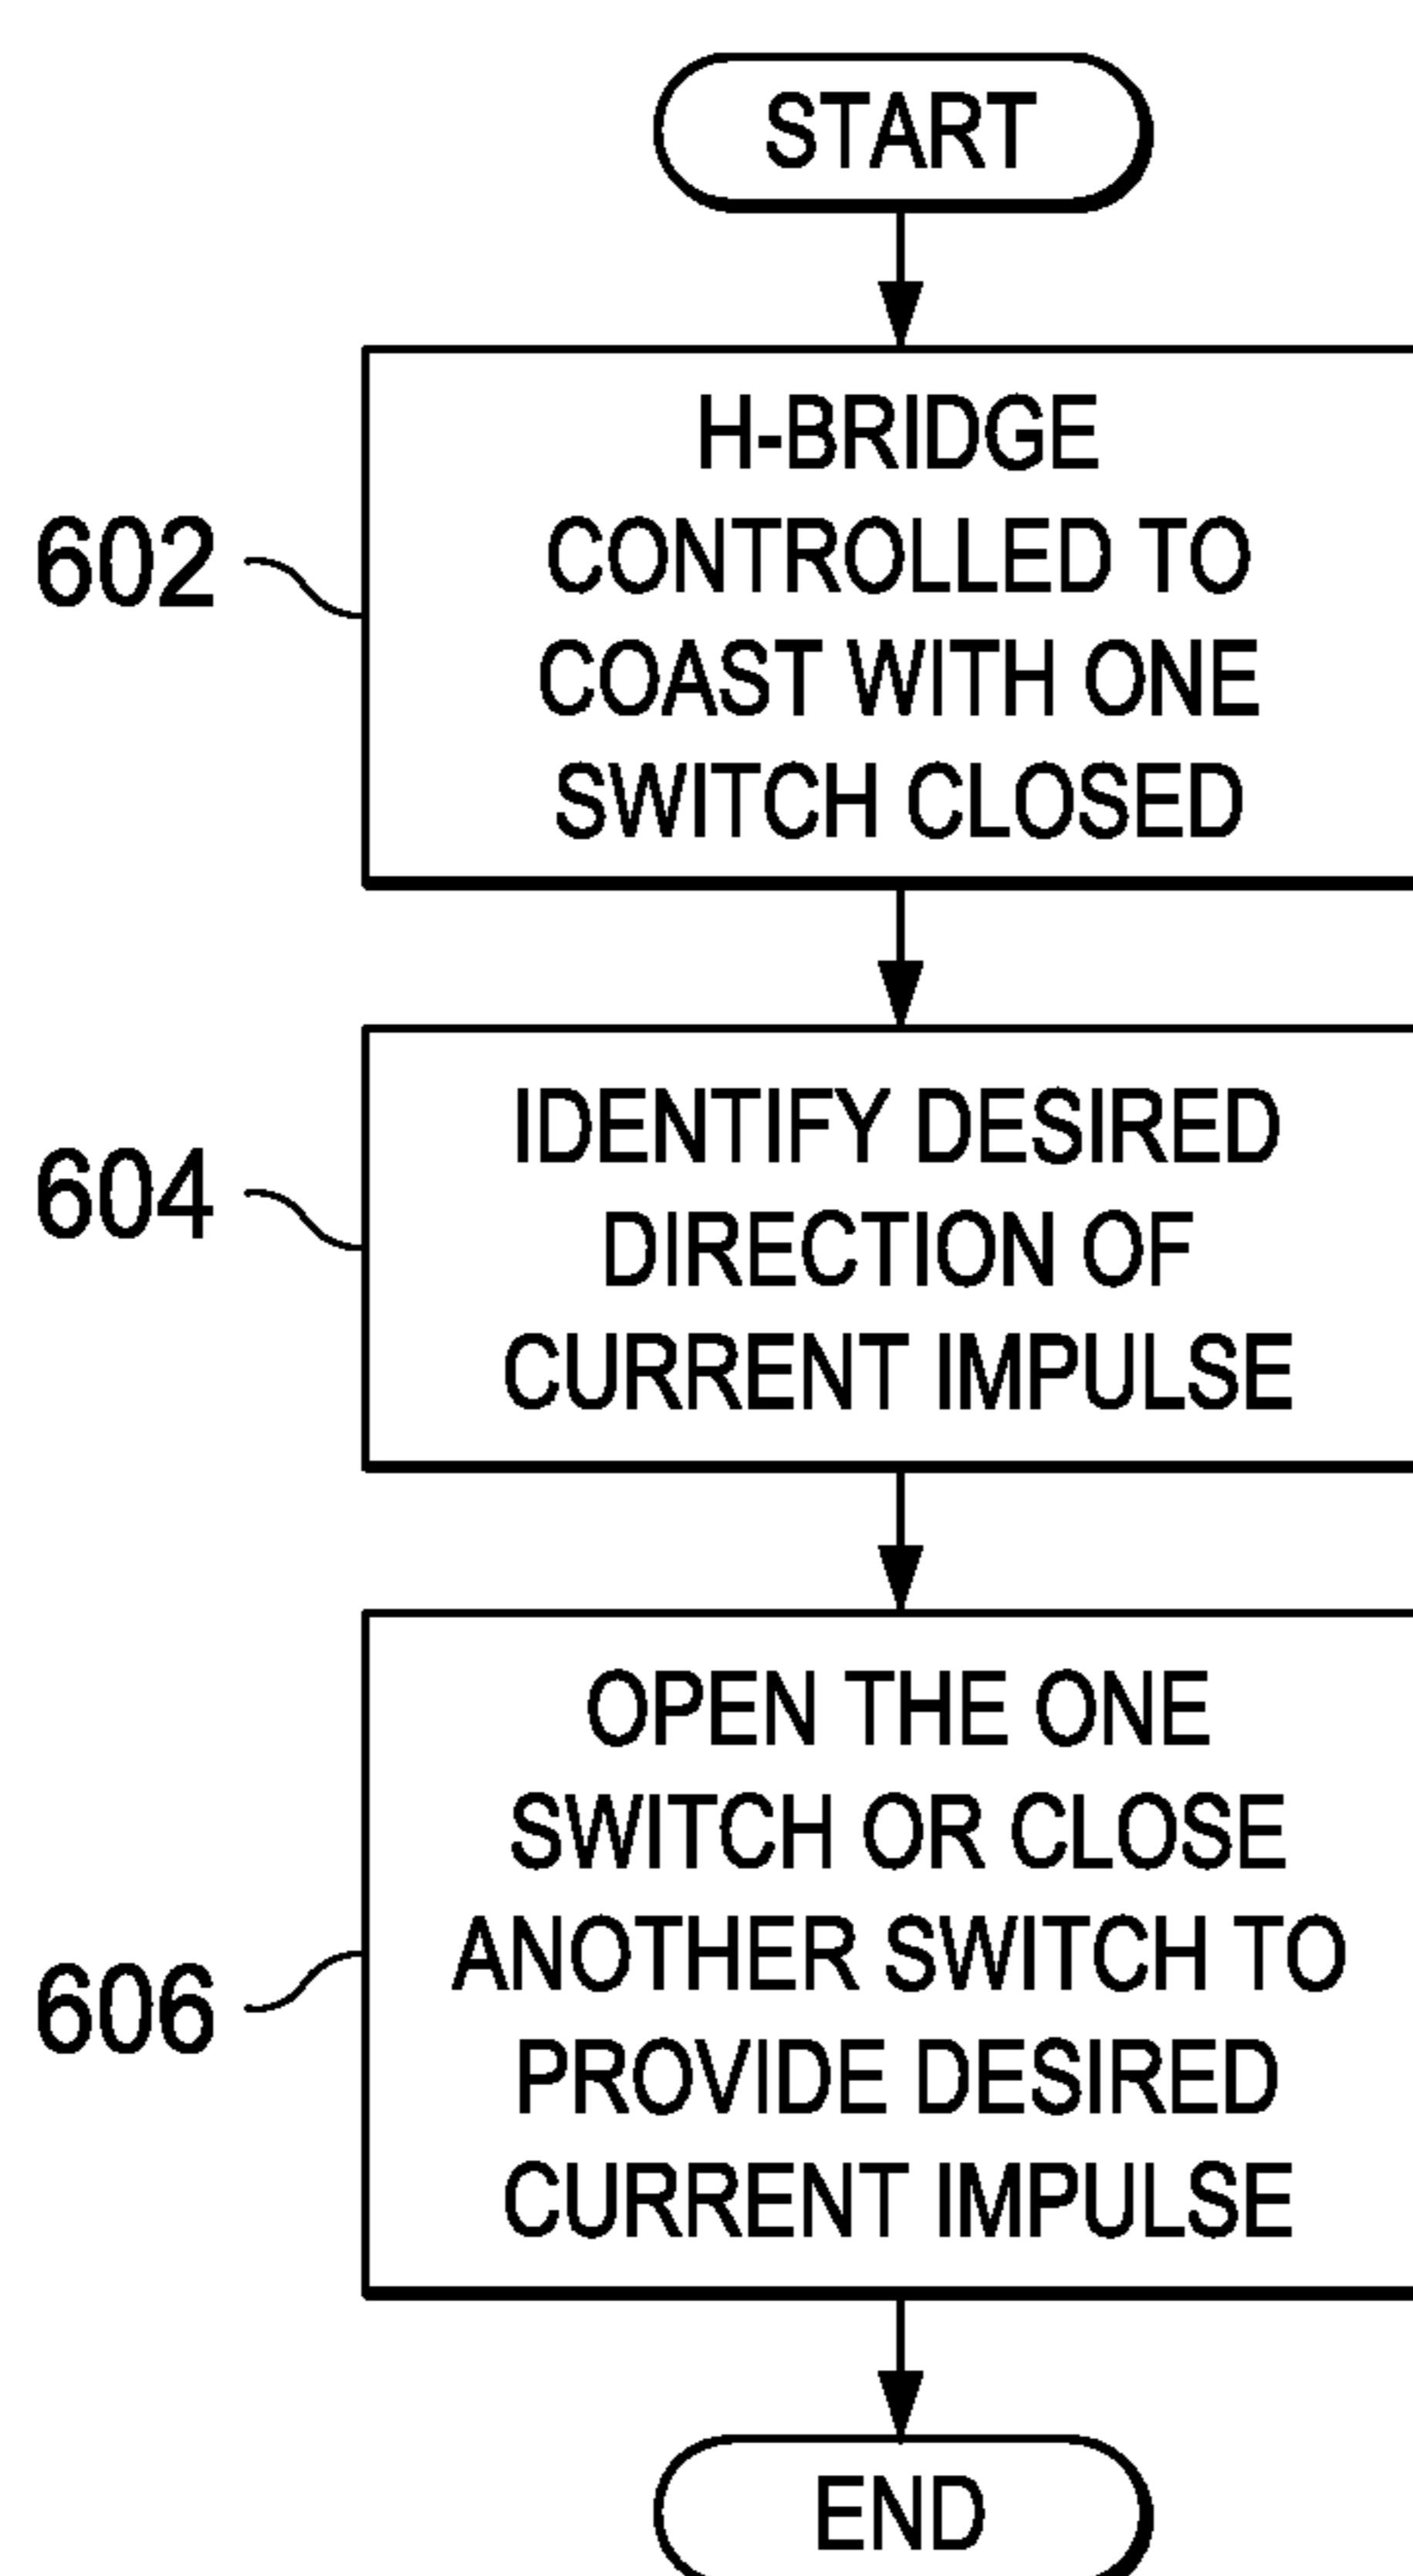 START
H-BRIDGE
CONTROLLED TO
COAST WITH ONE
SWITCH CLOSED
602
IDENTIFY DESIRED
DIRECTION OF
CURRENT IMPULSE
604
OPEN THE ONE
SWITCH OR CLOSE
ANOTHER SWITCH TO
PROVIDE DESIRED
CURRENT IMPULSE
606
END